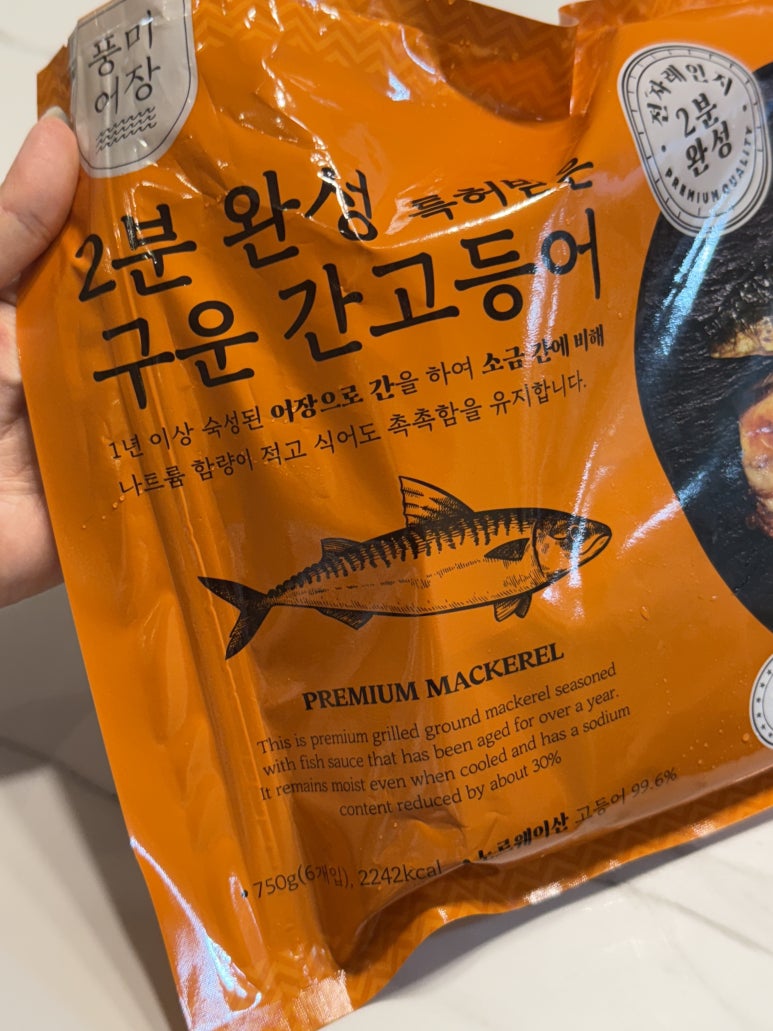 풍미
어장
전자레인지
2분
완성
PREMIUM QUALITY
2분 완성 특허받은
구운 간고등어
1년 이상 숙성된 어장으로 간을 하여 소금 간에 비해
나트륨 함량이 적고 식어도 촉촉함을 유지합니다.
PREMIUM MACKEREL
This is premium grilled ground mackerel seasoned
with fish sauce that has been aged for over a year.
It remains moist even when cooled and has a sodium
content reduced by about 30%
• 750g(6개입), 2242kcal • 노르웨이산 고등어 99.6%